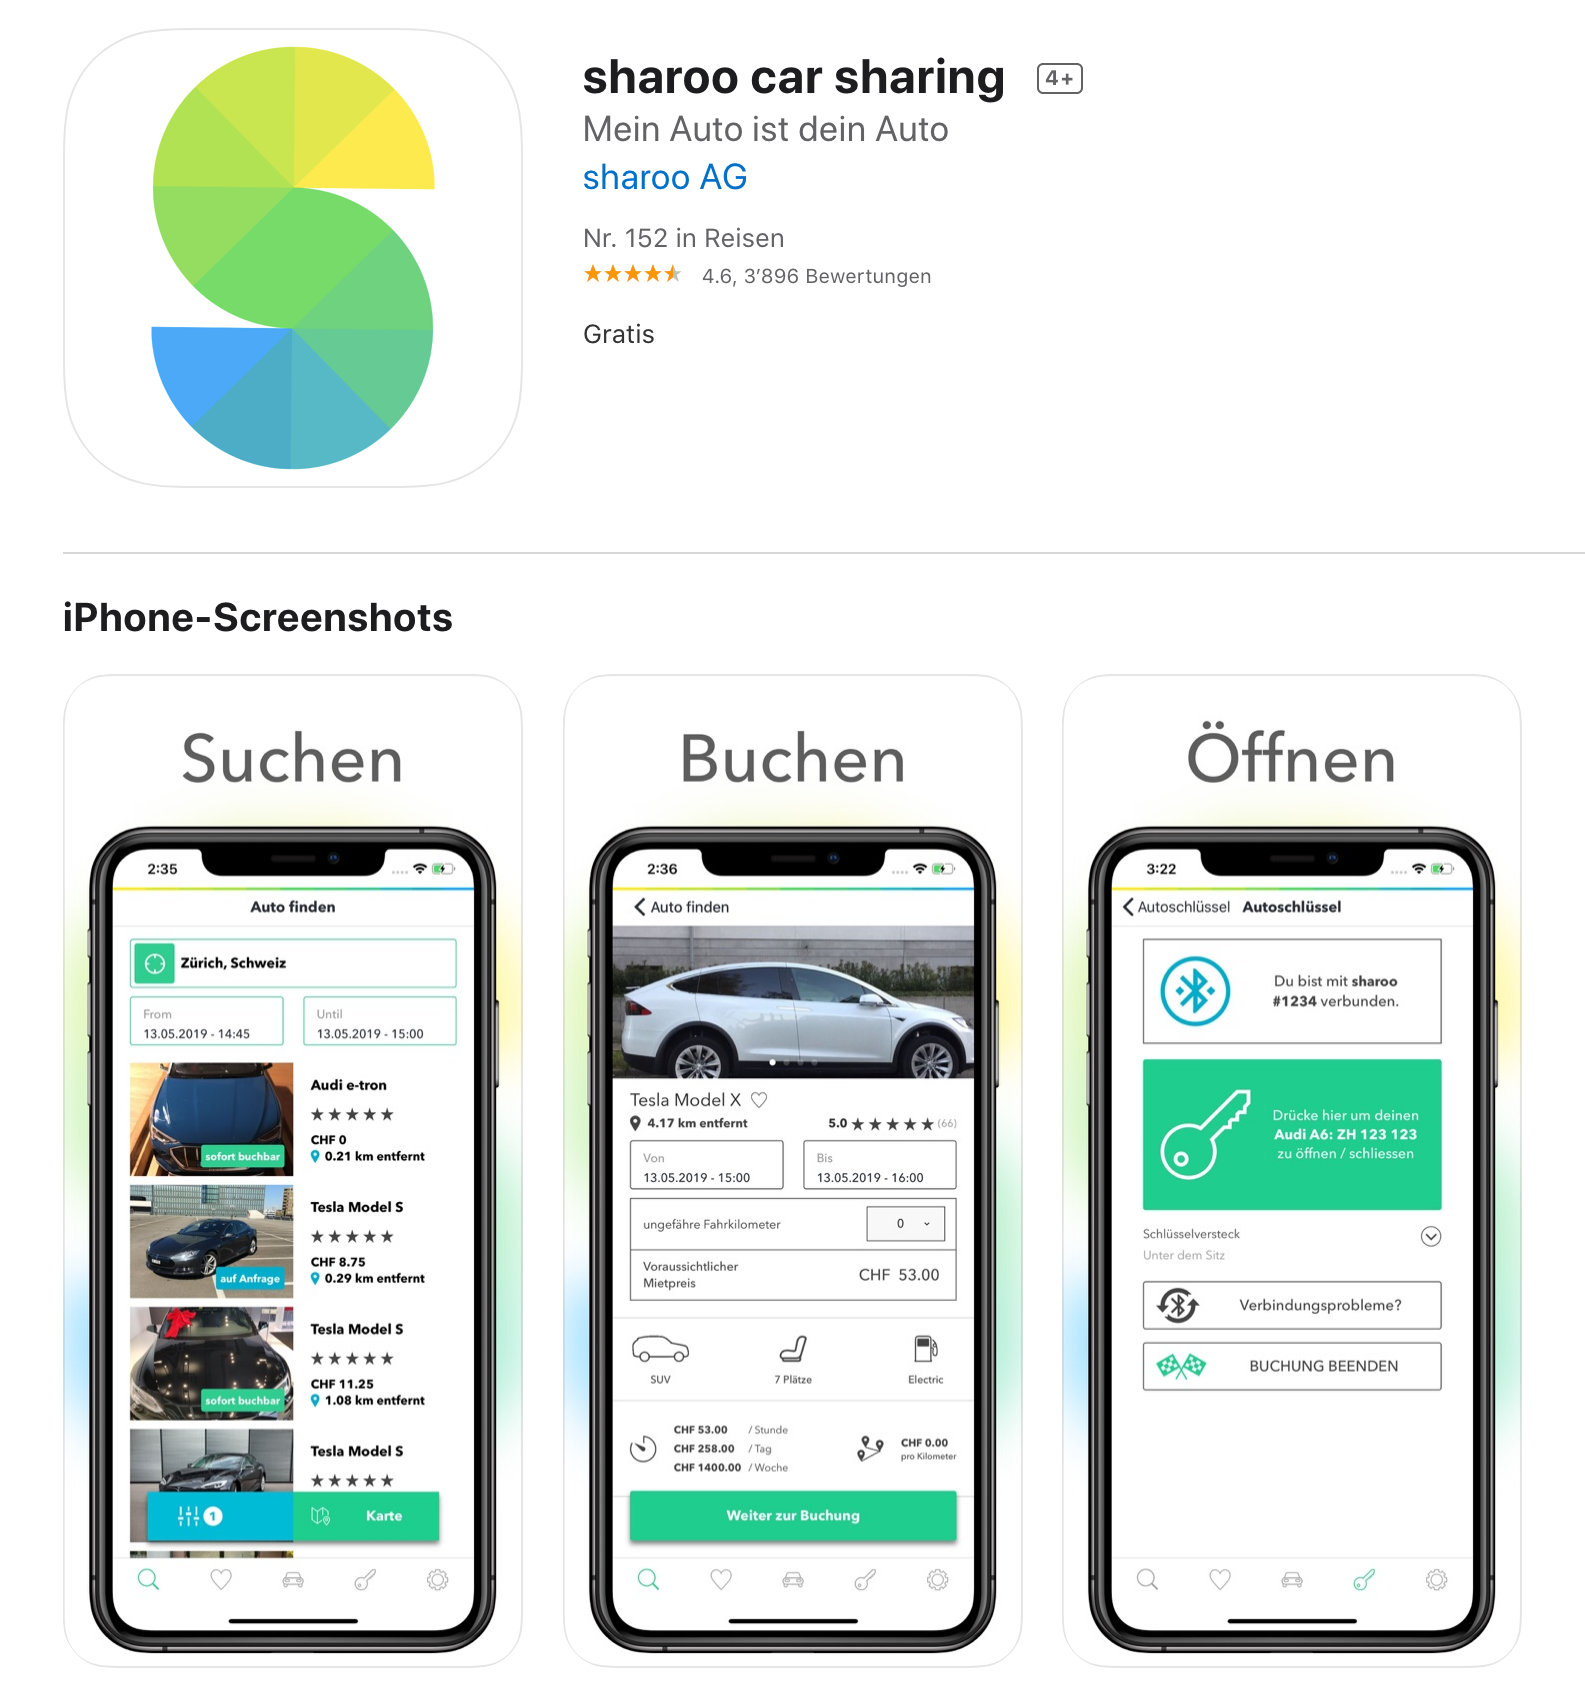 sharoo car sharing 4+
Mein Auto ist dein Auto
sharoo AG
Nr. 152 in Reisen
4.6, 3’896 Bewertungen
Gratis
iPhone-Screenshots
Suchen
2:35
Auto finden
Zürich, Schweiz
From
13.05.2019 - 14:45
Until
13.05.2019 - 15:00
Audi e-tron
CHF 0
0.21 km entfernt
sofort buchbar
Tesla Model S
CHF 8.75
0.29 km entfernt
auf Anfrage
Tesla Model S
CHF 11.25
1.08 km entfernt
sofort buchbar
Tesla Model S
1
Karte
Buchen
2:36
Auto finden
Tesla Model X
4.17 km entfernt
5.0 (66)
Von
13.05.2019 - 15:00
Bis
13.05.2019 - 16:00
ungefähre Fahrkilometer 0
Voraussichtlicher
Mietpreis
CHF 53.00
SUV
7 Plätze
Electric
CHF 53.00 / Stunde
CHF 258.00 / Tag
CHF 1400.00 / Woche
CHF 0.00
pro Kilometer
Weiter zur Buchung
Öffnen
3:22
Autoschlüssel Autoschlüssel
Du bist mit sharoo
#1234 verbunden.
Drücke hier um deinen
Audi A6: ZH 123 123
zu öffnen / schliessen
Schlüsselversteck
Unter dem Sitz
Verbindungsprobleme?
BUCHUNG BEENDEN